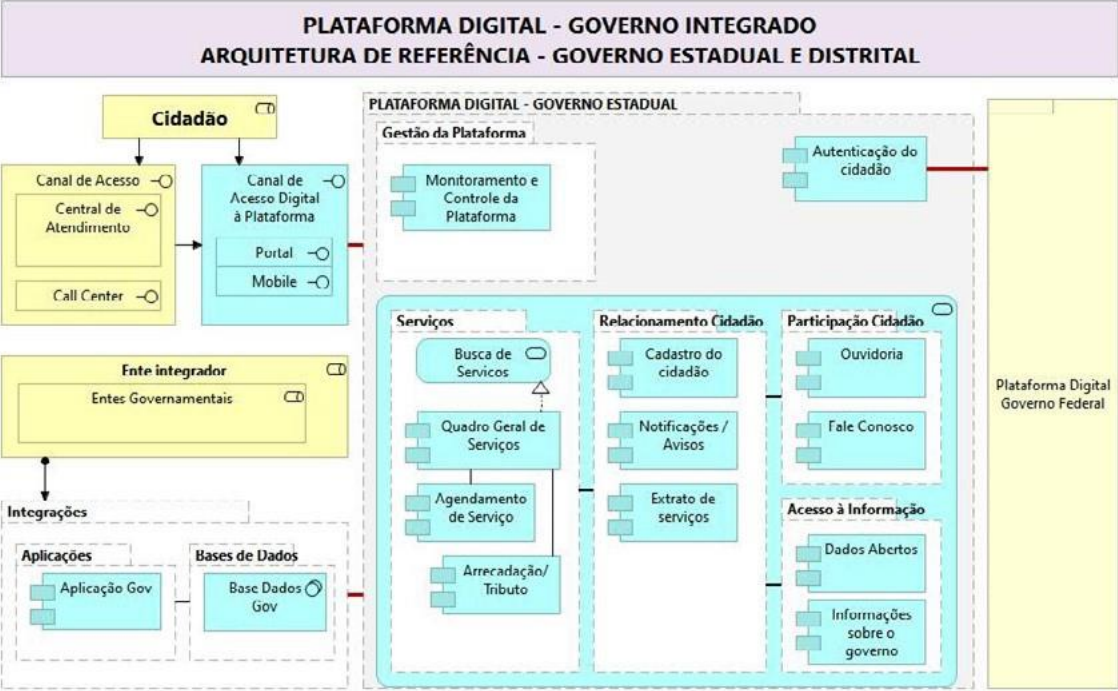 PLATAFORMA DIGITAL - GOVERNO INTEGRADO
ARQUITETURA DE REFERÊNCIA - GOVERNO ESTADUAL E DISTRITAL
Cidadão
Canal de Acesso
Central de
Atendimento
Call Center
Canal de
Acesso Digital
à Plataforma
Portal
Mobile
Ente integrador
Entes Governamentais
Integrações
Aplicações
Aplicação Gov
Bases de Dados
Base Dados
Gov
PLATAFORMA DIGITAL - GOVERNO ESTADUAL
Gestão da Plataforma
Monitoramento e
Controle da
Plataforma
Autenticação do
cidadão
Serviços
Busca de
Servicos
Quadro Geral de
Serviços
Agendamento
de Serviço
Arrecadação/
Tributo
Relacionamento Cidadão
Cadastro do
cidadão
Notificações /
Avisos
Extrato de
serviços
Participação Cidadão
Ouvidoria
Fale Conosco
Acesso à Informação
Dados Abertos
Informações
sobre o
governo
Plataforma Digital
Governo Federal